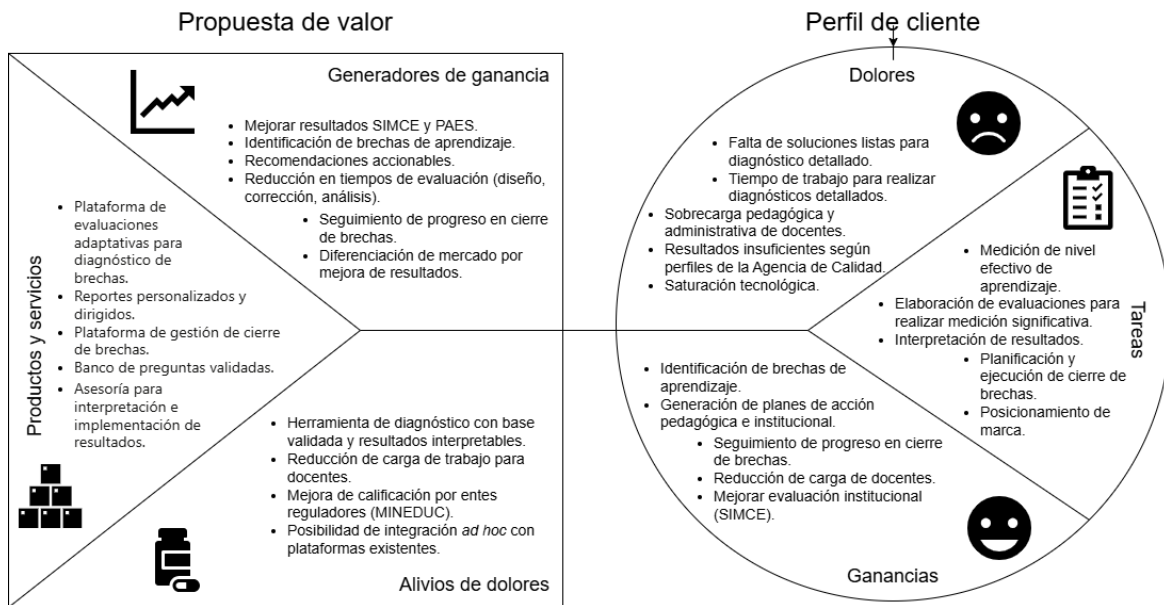 Propuesta de valor
Generadores de ganancia
• Mejorar resultados SIMCE y PAES.
• Identificación de brechas de aprendizaje.
• Recomendaciones accionables.
• Reducción en tiempos de evaluación (diseño,
corrección, análisis).
• Seguimiento de progreso en cierre
de brechas.
• Diferenciación de mercado por
mejora de resultados.
Productos y servicios
• Plataforma de
evaluaciones
adaptativas para
diagnóstico de
brechas.
• Reportes personalizados y
dirigidos.
• Plataforma de gestión de cierre
de brechas.
• Banco de preguntas validadas.
• Asesoría para
interpretación e
implementación de
resultados.
• Herramienta de diagnóstico con base
validada y resultados interpretables.
• Reducción de carga de trabajo para
docentes.
• Mejora de calificación por entes
reguladores (MINEDUC).
• Posibilidad de integración ad hoc con
plataformas existentes.
Alivios de dolores
Perfil de cliente
Dolores
• Falta de soluciones listas para
diagnóstico detallado.
• Tiempo de trabajo para realizar
diagnósticos detallados.
• Sobrecarga pedagógica y
administrativa de docentes.
• Resultados insuficientes según
perfiles de la Agencia de Calidad.
• Saturación tecnológica.
Tareas
• Medición de nivel
efectivo de
aprendizaje.
• Elaboración de evaluaciones para
realizar medición significativa.
• Interpretación de resultados.
• Planificación y
ejecución de cierre de
brechas.
• Posicionamiento de
marca.
• Identificación de brechas de
aprendizaje.
• Generación de planes de acción
pedagógica e institucional.
• Seguimiento de progreso en cierre
de brechas.
• Reducción de carga de docentes.
• Mejorar evaluación institucional
(SIMCE).
Ganancias